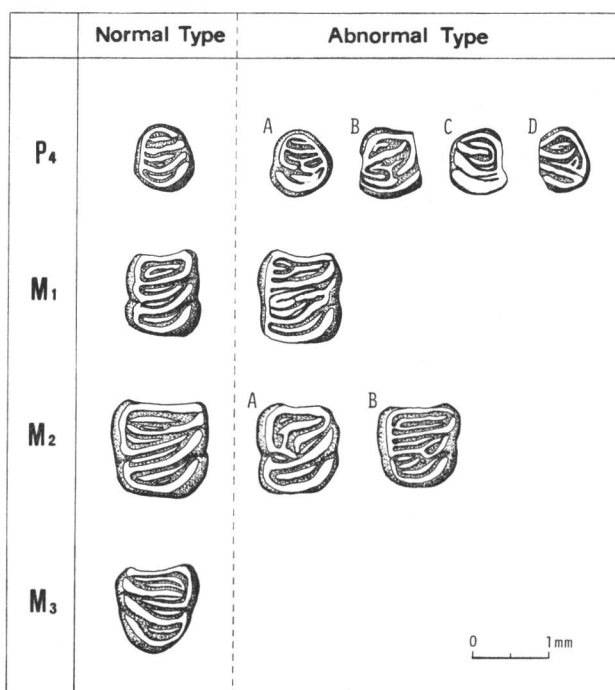 Normal Type Abnormal Type
P4 A B C D
M1
M2 A B
M3
0 1mm